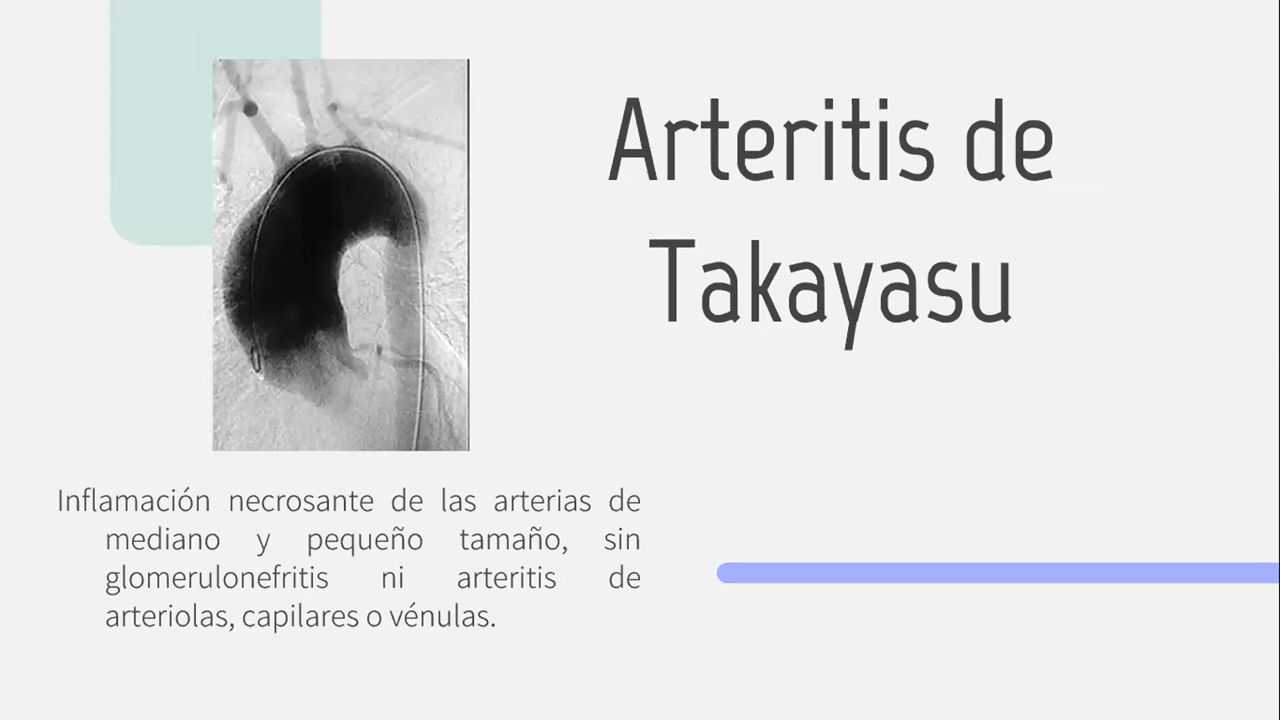 Arteritis de
Takayasu
Inflamación necrosante de las arterias de
mediano y pequeño tamaño, sin
glomerulonefritis ni arteritis de
arteriolas, capilares o vénulas.